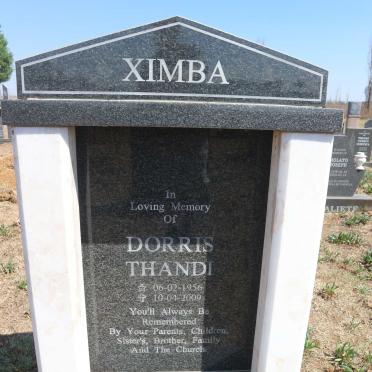 XIMBA
In
Loving Memory
Of
DORRIS
THANDI
06-02-1956
10-04-2009
You'll Always Be
Remembered
By Your Parents, Children,
Sister's, Brother, Family
And The Church.
JOSEPH